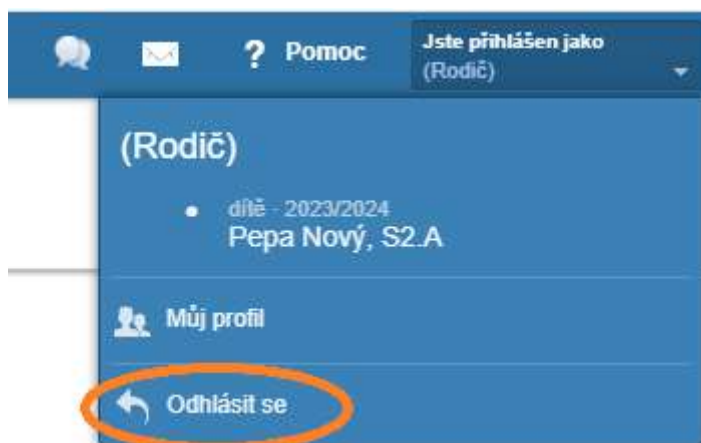 ? Pomoc
Jste přihlášen jako
(Rodič)
(Rodič)
dítě - 2023/2024
Pepa Nový, S2.A
Můj profil
Odhlásit se